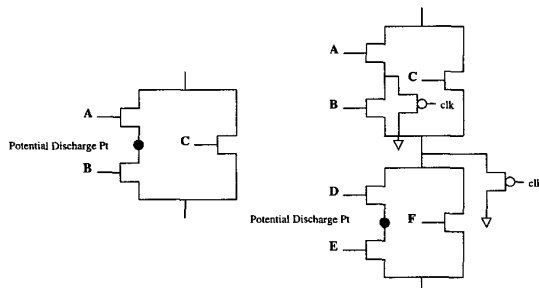 A
Potential Discharge Pt
B
C
A
C
B
clk
clk
D
Potential Discharge Pt
F
E